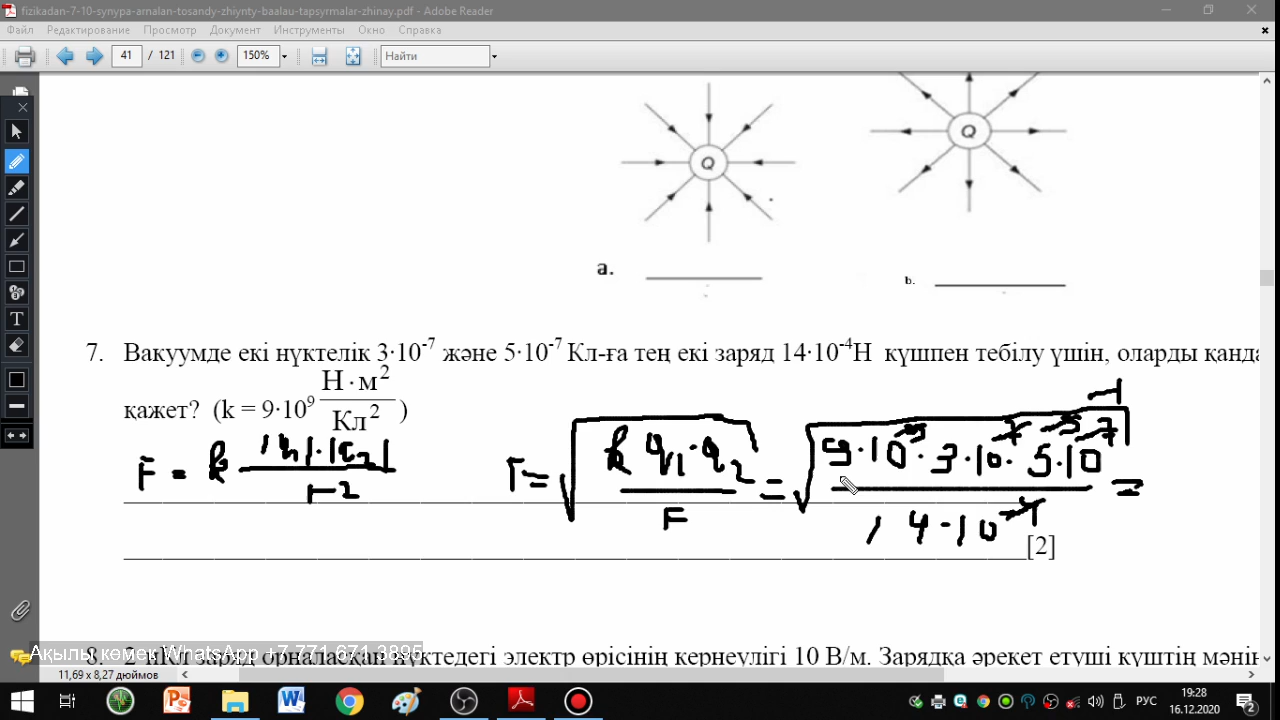 fizikadan-7-10-synypa-arnalan-tosandy-zhiynty-baalau-tapsyrmalar-zhinay.pdf - Adobe Reader
Файл Редактирование Просмотр Документ Инструменты Окно Справка
41 / 121 150% Найти
Q
Q
T
a.
b.
7. Вакуумде екі нүктелік 3·10⁻⁷ және 5·10⁻⁷ Кл-ға тең екі заряд 14·10⁻⁴Н күшпен тебілу үшін, оларды
қажет? (k = 9·10⁹ Н·м²/Кл²)
F = k |q₁|·|q₂| / r²
r = √(k q₁·q₂ / F) = √(9·10⁹·3·10⁻⁷·5·10⁻⁷ / 14·10⁻⁴) =
[2]
Ақылы көмек WhatsApp +7 771 671 3895
8. 2 нКл заряд орналасқан нүктедегі электр өрісінің кернеулігі 10 В/м. Зарядқа әрекет етуші күштің
11,69 x 8,27 дюймов
РУС
19:28
16.12.2020
2